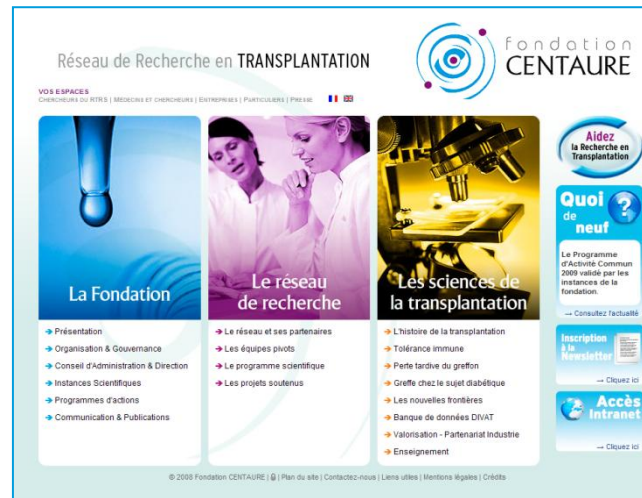 Réseau de Recherche en TRANSPLANTATION
fondation
CENTAURE
VOS ESPACES
CHERCHEURS DU RTRS | MÉDECINS ET CHERCHEURS | ENTREPRISES | PARTICULIERS | PRESSE
La Fondation
Présentation
Organisation & Gouvernance
Conseil d'Administration & Direction
Instances Scientifiques
Programmes d'actions
Communication & Publications
Le réseau
de recherche
Le réseau et ses partenaires
Les équipes pivots
Le programme scientifique
Les projets soutenus
Les sciences de
la transplantation
L'histoire de la transplantation
Tolérance immune
Perte tardive du greffon
Greffe chez le sujet diabétique
Les nouvelles frontières
Banque de données DIVAT
Valorisation - Partenariat Industrie
Enseignement
Aidez
la Recherche en
Transplantation
Quoi
de
neuf
?
Le Programme
d'Activité Commun
2009 validé par les
instances de la
fondation.
Consultez l'actualité
Inscription
à la
Newsletter
Cliquez ici
Accès
Intranet
Cliquez ici
© 2008 Fondation CENTAURE | | Plan du site | Contactez-nous | Liens utiles | Mentions légales | Crédits